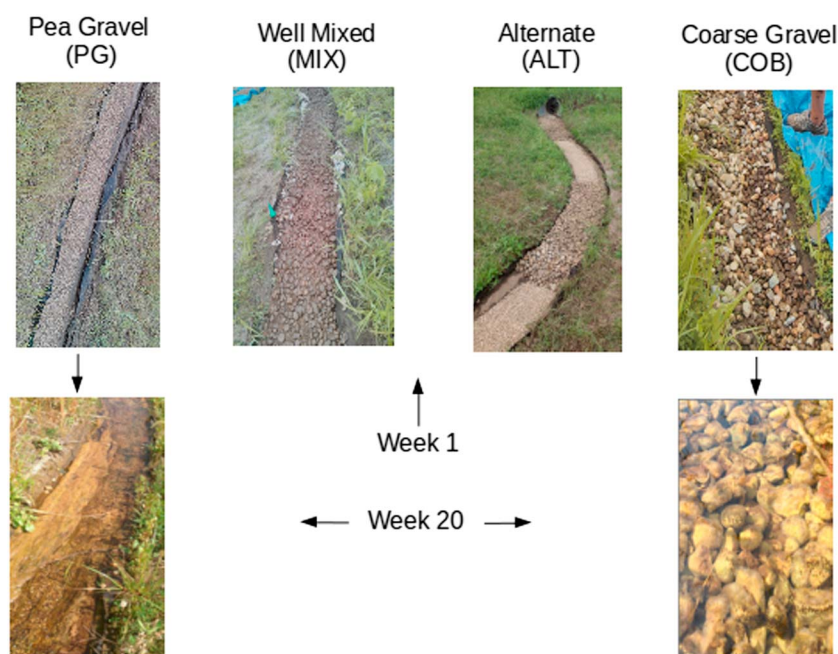 Pea Gravel
(PG)
Well Mixed
(MIX)
Alternate
(ALT)
Coarse Gravel
(COB)
Week 1
Week 20